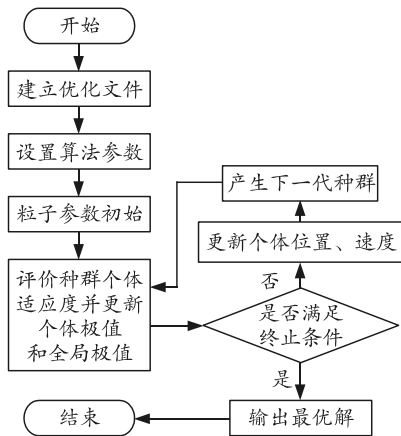 开始
建立优化文件
设置算法参数
粒子参数初始
评价种群个体
适应度并更新
个体极值
和全局极值
产生下一代种群
更新个体位置、速度
否
是否满足
终止条件
是
输出最优解
结束